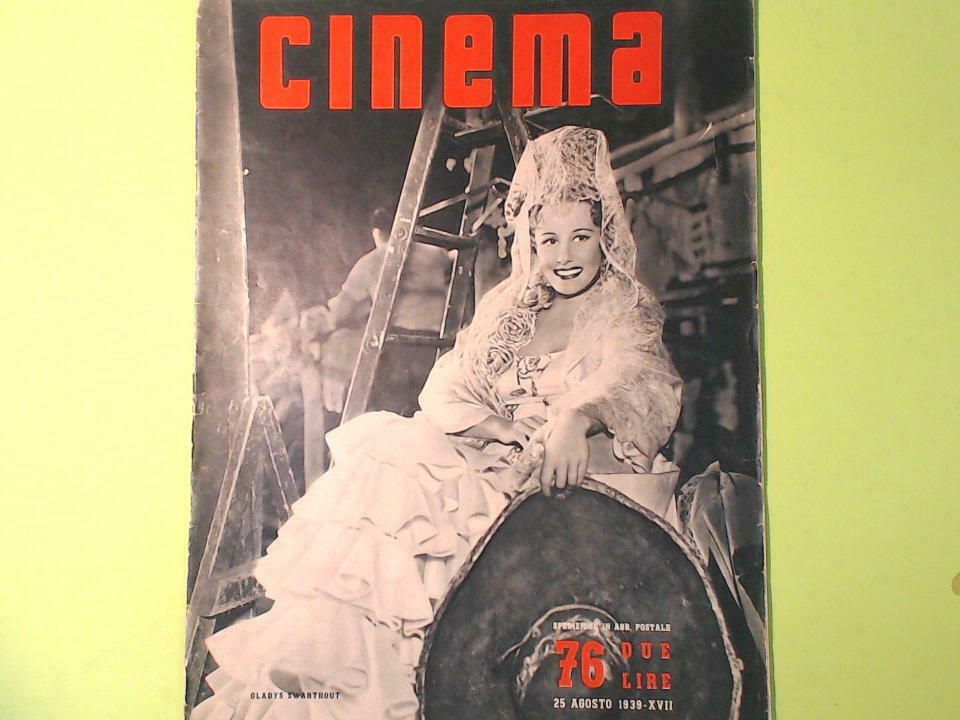 cinema
SPEDIZIONE IN ABB. POSTALE
76 DUE LIRE
GLADYS SWARTHOUT
25 AGOSTO 1939-XVII